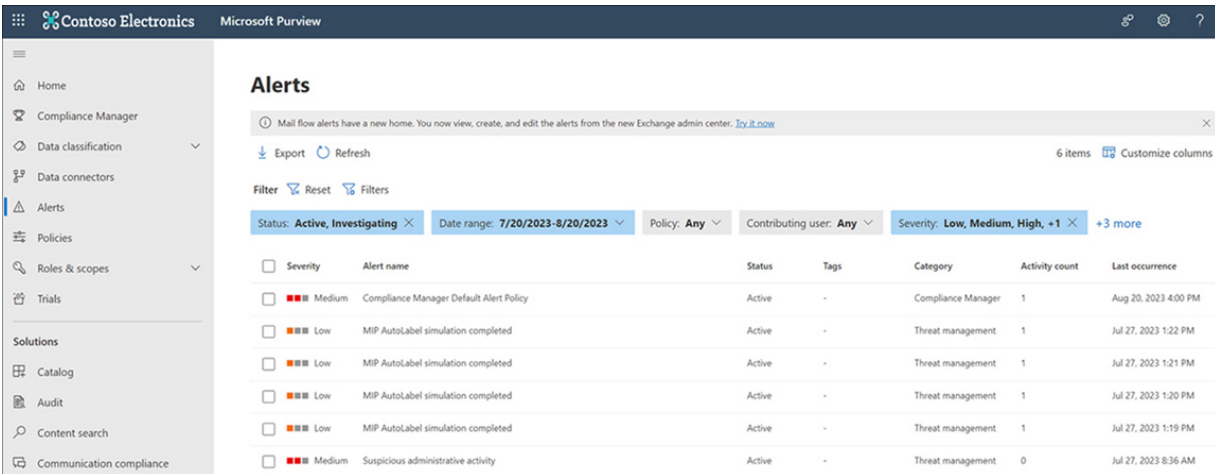 Contoso Electronics Microsoft Purview
Home
Compliance Manager
Data classification
Data connectors
Alerts
Policies
Roles & scopes
Trials
Solutions
Catalog
Audit
Content search
Communication compliance
Alerts
Mail flow alerts have a new home. You now view, create, and edit the alerts from the new Exchange admin center. Try it now
Export Refresh 6 items Customize columns
Filter Reset Filters
Status: Active, Investigating Date range: 7/20/2023-8/20/2023 Policy: Any Contributing user: Any Severity: Low, Medium, High, +1 +3 more
Severity Alert name Status Tags Category Activity count Last occurrence
Medium Compliance Manager Default Alert Policy Active - Compliance Manager 1 Aug 20, 2023 4:00 PM
Low MIP AutoLabel simulation completed Active - Threat management 1 Jul 27, 2023 1:22 PM
Low MIP AutoLabel simulation completed Active - Threat management 1 Jul 27, 2023 1:21 PM
Low MIP AutoLabel simulation completed Active - Threat management 1 Jul 27, 2023 1:20 PM
Low MIP AutoLabel simulation completed Active - Threat management 1 Jul 27, 2023 1:19 PM
Medium Suspicious administrative activity Active - Threat management 0 Jul 27, 2023 8:36 AM